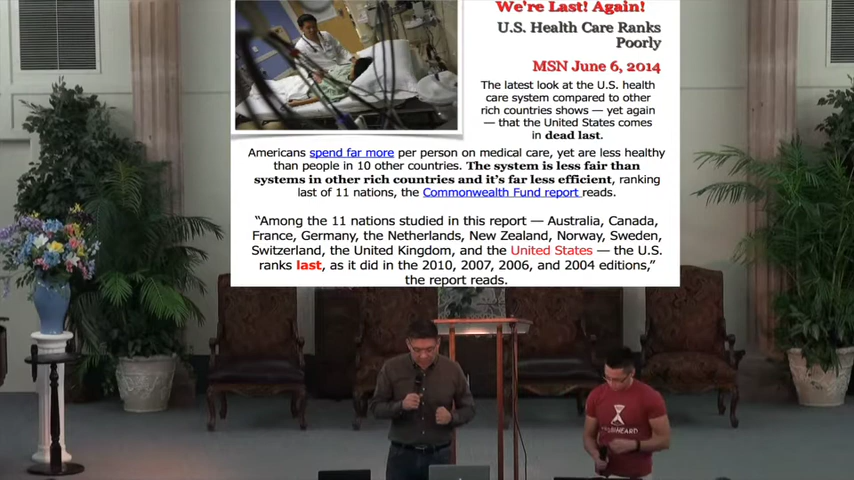 We're Last! Again!
U.S. Health Care Ranks
Poorly
MSN June 6, 2014
The latest look at the U.S. health
care system compared to other
rich countries shows — yet again
— that the United States comes
in dead last.
Americans spend far more per person on medical care, yet are less healthy
than people in 10 other countries. The system is less fair than
systems in other rich countries and it's far less efficient, ranking
last of 11 nations, the Commonwealth Fund report reads.
“Among the 11 nations studied in this report — Australia, Canada,
France, Germany, the Netherlands, New Zealand, Norway, Sweden,
Switzerland, the United Kingdom, and the United States — the U.S.
ranks last, as it did in the 2010, 2007, 2006, and 2004 editions,”
the report reads.